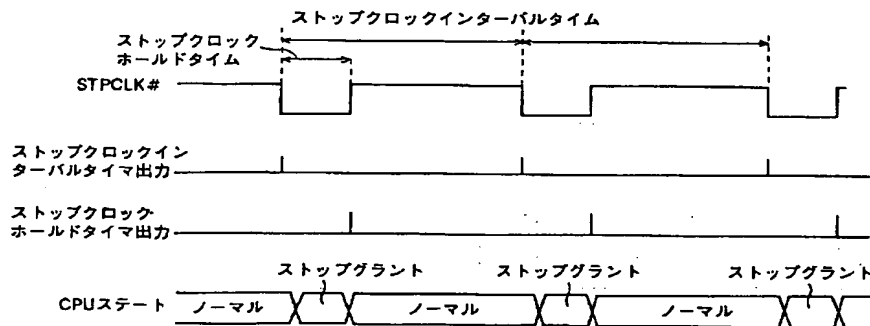 ストップクロックインターバルタイム
ストップクロック
ホールドタイム
STPCLK#
ストップクロックイン
ターバルタイマ出力
ストップクロック
ホールドタイマ出力
ストップグラント
ストップグラント
ストップグラント
CPUステート
ノーマル
ノーマル
ノーマル